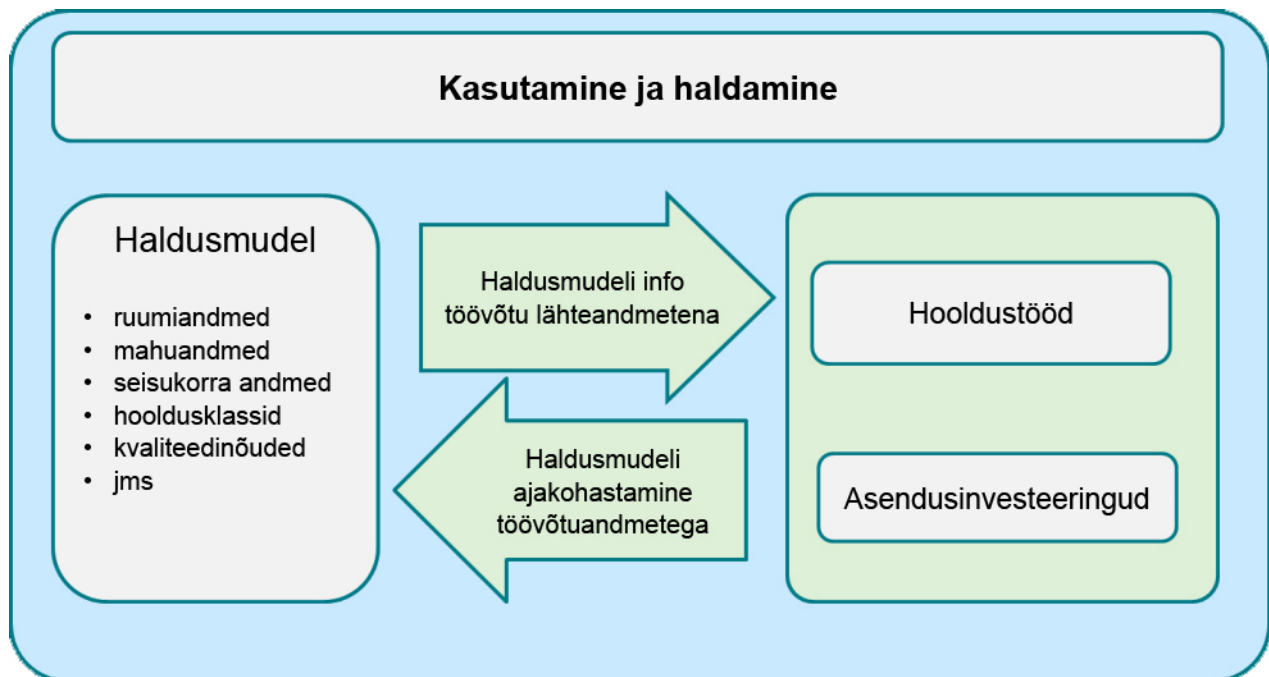 Kasutamine ja haldamine
Haldusmudel
• ruumiandmed
• mahuandmed
• seisukorra andmed
• hooldusklassid
• kvaliteedinõuded
• jms
Haldusmudeli info
töövõtu lähteandmetena
Haldusmudeli
ajakohastamine
töövõtuandmetega
Hooldustööd
Asendusinvesteeringud